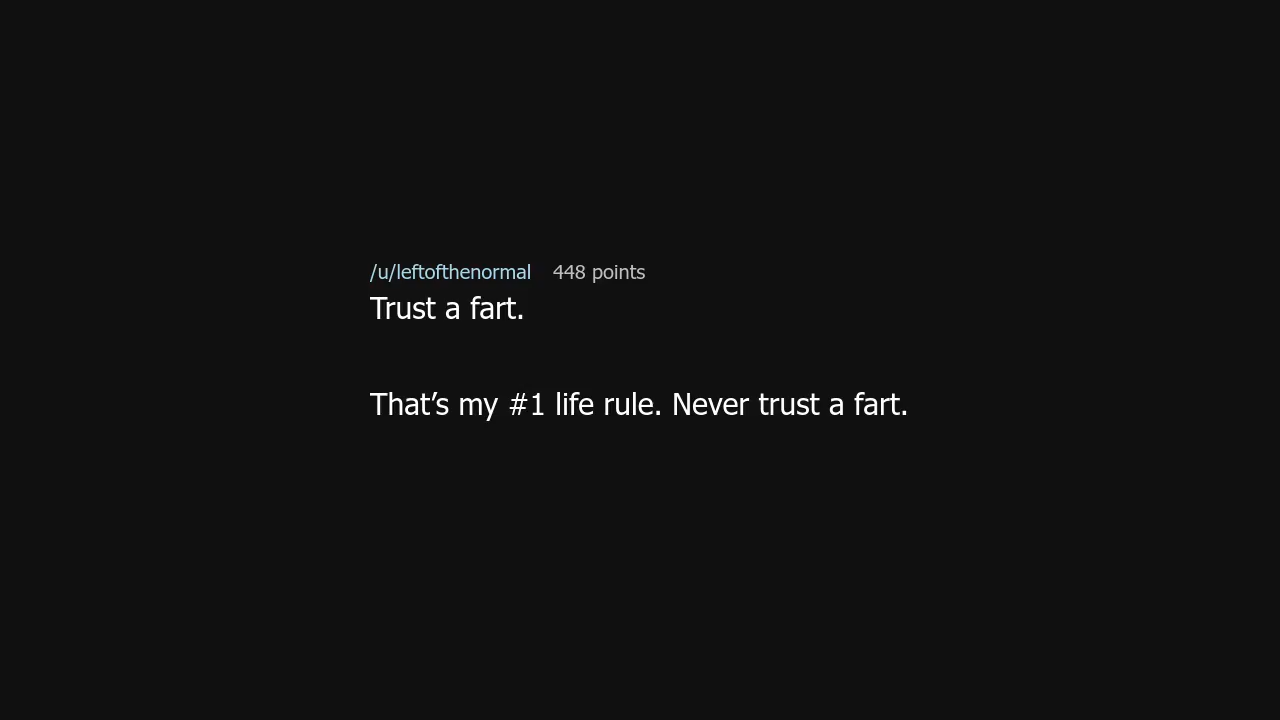 /u/leftofthenormal 448 points
Trust a fart.
That’s my #1 life rule. Never trust a fart.